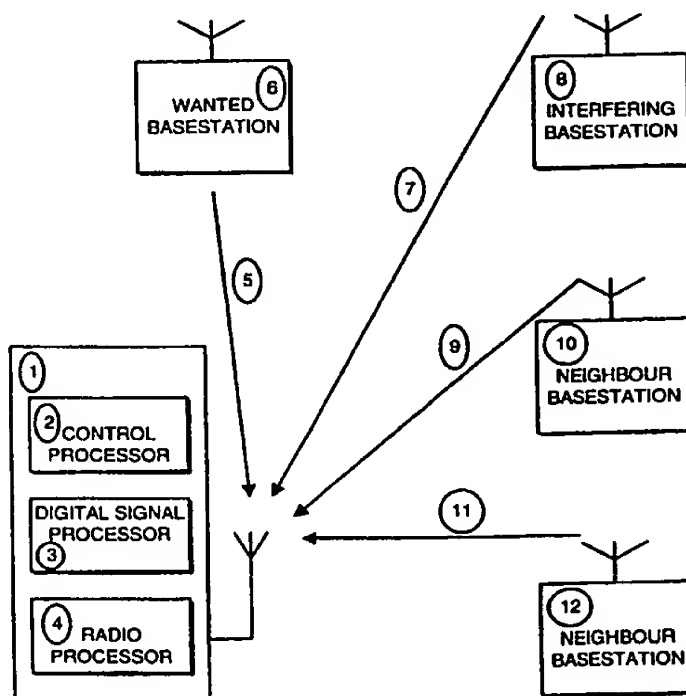 6
WANTED
BASESTATION
8
INTERFERING
BASESTATION
7
5
9
10
NEIGHBOUR
BASESTATION
1
2
CONTROL
PROCESSOR
DIGITAL SIGNAL
PROCESSOR
3
4
RADIO
PROCESSOR
11
12
NEIGHBOUR
BASESTATION